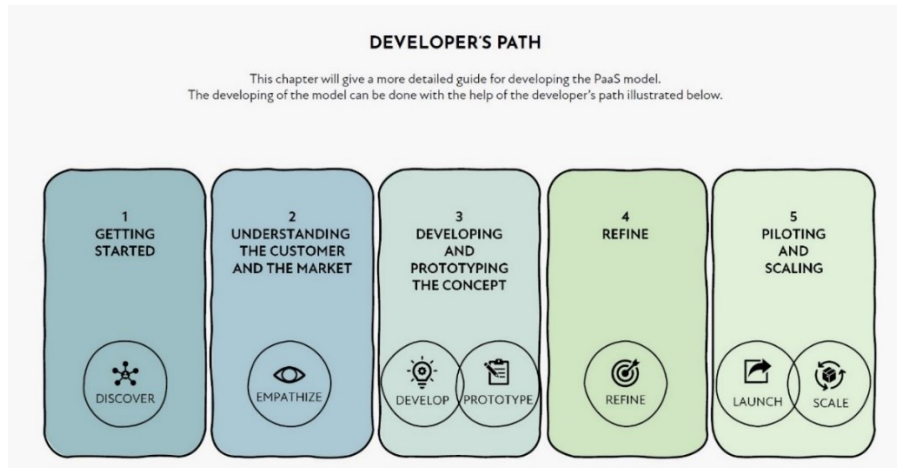 DEVELOPER'S PATH
This chapter will give a more detailed guide for developing the PaaS model.
The developing of the model can be done with the help of the developer's path illustrated below.
1
GETTING
STARTED
DISCOVER
2
UNDERSTANDING
THE CUSTOMER
AND THE MARKET
EMPATHIZE
3
DEVELOPING
AND
PROTOTYPING
THE CONCEPT
DEVELOP
PROTOTYPE
4
REFINE
REFINE
5
PILOTING
AND
SCALING
LAUNCH
SCALE